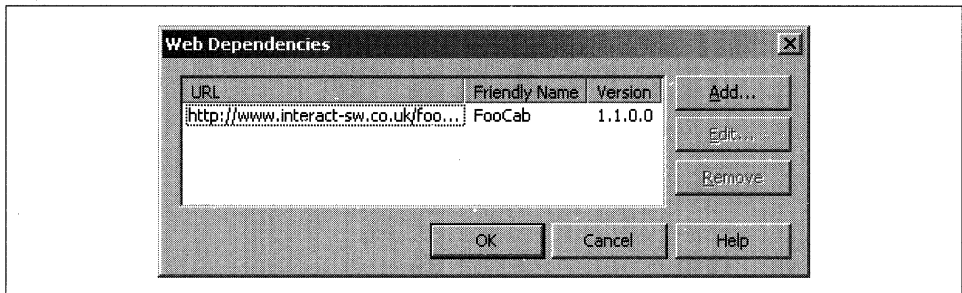 Web Dependencies
URL Friendly Name Version
http://www.interact-sw.co.uk/foo... FooCab 1.1.0.0
Add...
Edit...
Remove
OK Cancel Help